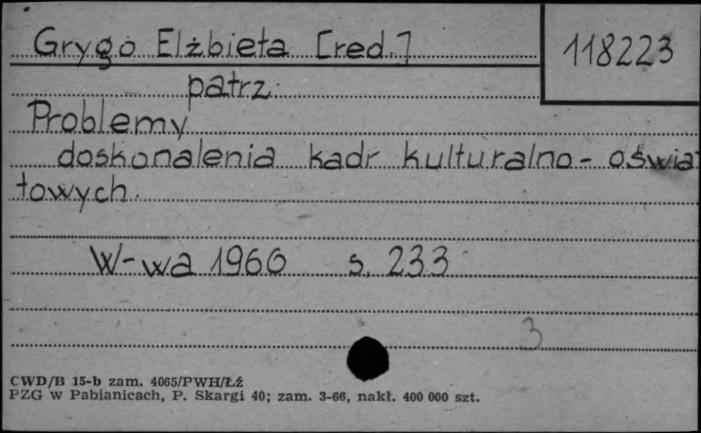 Grygo Elżbieta [red.] 118223
patrz
Problemy
doskonalenia kadr kulturalno-oświa
towych.
W-wa 1966 s. 233
3
CWD/B 15-b zam. 4065/PWH/Łź
PZG w Pabianicach, P. Skargi 40; zam. 3-66, nakł. 400 000 szt.